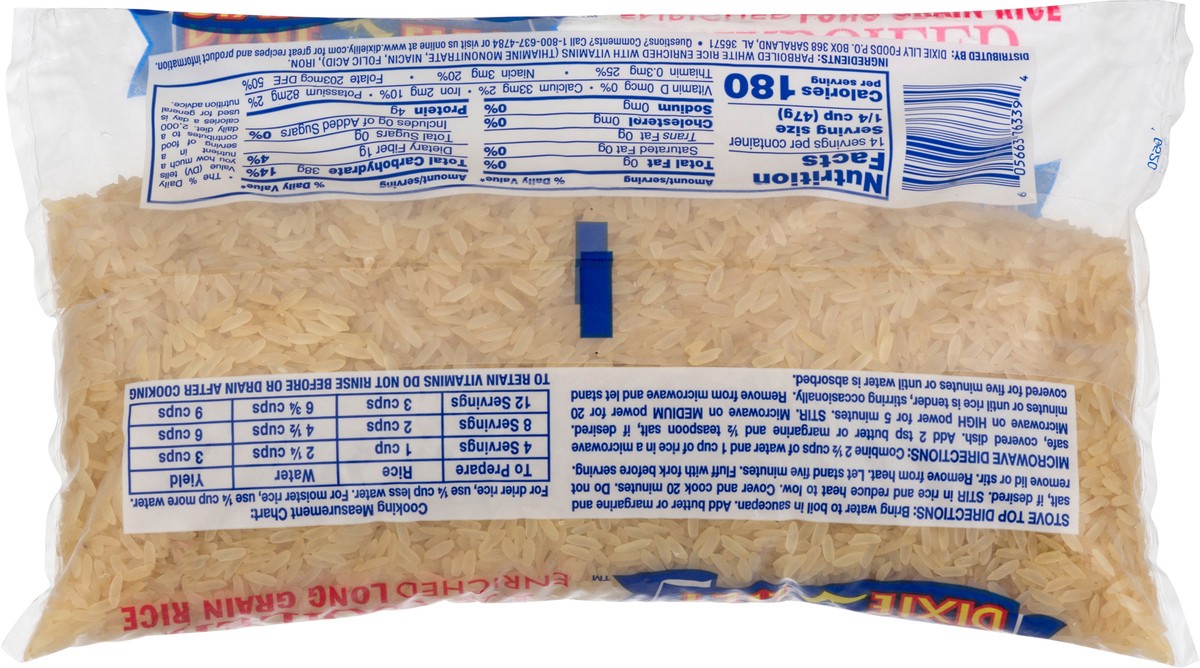 DIXIE
ENRICHED LONG GRAIN RICE
TM
STOVE TOP DIRECTIONS: Bring water to boil in saucepan. Add butter or margarine and
salt, if desired. STIR in rice and reduce heat to low. Cover and cook 20 minutes. Do not
remove lid or stir. Remove from heat. Let stand five minutes. Fluff with fork before serving.
MICROWAVE DIRECTIONS: Combine 2 ½ cups of water and 1 cup of rice in a microwave
safe, covered dish. Add 2 tsp butter or margarine and ½ teaspoon salt, if desired.
Microwave on HIGH power for 5 minutes. STIR. Microwave on MEDIUM power for 20
minutes or until rice is tender, stirring occasionally. Remove from microwave and let stand
covered for five minutes or until water is absorbed.
Cooking Measurement Chart:
For drier rice, use ¼ cup less water. For moister rice, use ¼ cup more water.
To Prepare Rice Water Yield
4 Servings 1 cup 2 ¼ cups 3 cups
8 Servings 2 cups 4 ½ cups 6 cups
12 Servings 3 cups 6 ¾ cups 9 cups
TO RETAIN VITAMINS DO NOT RINSE BEFORE OR DRAIN AFTER COOKING
Nutrition
Facts
14 servings per container
Serving size
1/4 cup (47g)
Calories 180
per serving
Amount/serving % Daily Value*
Total Fat 0g 0%
Saturated Fat 0g 0%
Trans Fat 0g
Cholesterol 0mg 0%
Sodium 0mg 0%
Amount/serving % Daily Value*
Total Carbohydrate 38g 14%
Dietary Fiber 1g 4%
Total Sugars 0g
Includes 0g of Added Sugars 0%
Protein 4g
Vitamin D 0mcg 0% • Calcium 33mg 2% • Iron 2mg 10% • Potassium 82mg 2%
Thiamin 0.3mg 25% • Niacin 3mg 20% • Folate 203mcg DFE 50%
* The % Daily
Value (DV) tells
you how much a
nutrient in a
serving of food
contributes to a
daily diet. 2,000
calories a day is
used for general
nutrition advice.
INGREDIENTS: PARBOILED WHITE RICE ENRICHED WITH VITAMINS (THIAMINE MONONITRATE, NIACIN, FOLIC ACID), IRON.
DISTRIBUTED BY: DIXIE LILY FOODS P.O. BOX 368 SARALAND, AL. 36571 • Questions? Comments? Call 1-800-637-4784 or visit us online at www.dixielily.com for great recipes and product information.
6 05663 76339 4
ENRICHED LONG GRAIN RICE